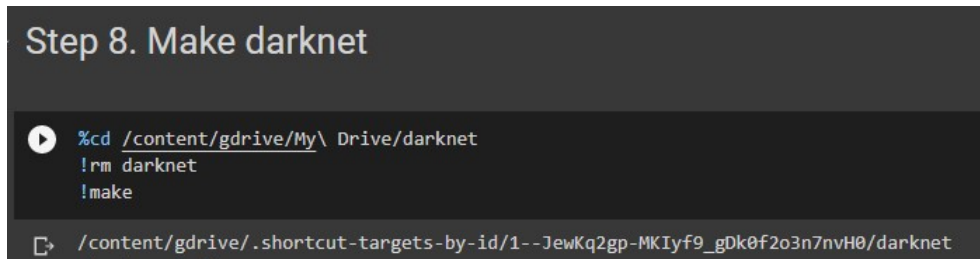 Step 8. Make darknet
%cd /content/gdrive/My\ Drive/darknet
!rm darknet
!make
/content/gdrive/.shortcut-targets-by-id/1--JewKq2gp-MKIyf9_gDk0f2o3n7nvH0/darknet